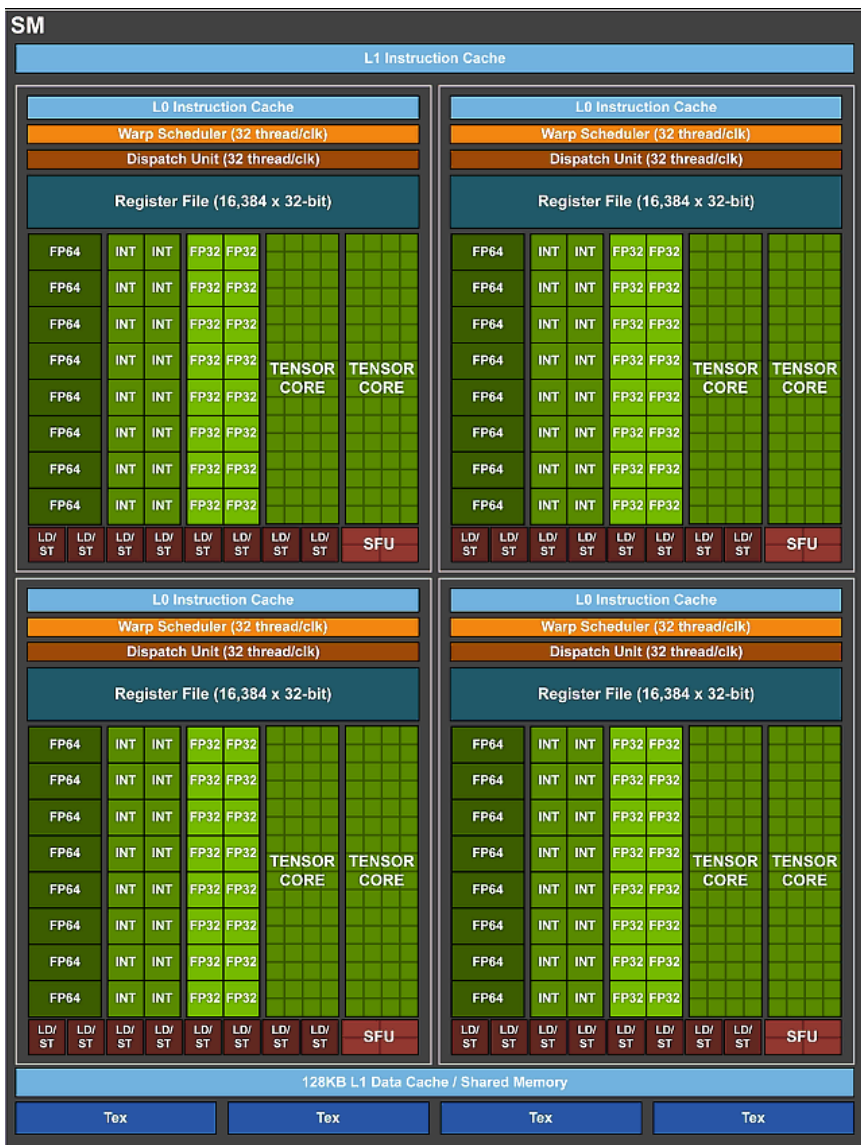 SM
L1 Instruction Cache
L0 Instruction Cache
Warp Scheduler (32 thread/clk)
Dispatch Unit (32 thread/clk)
Register File (16,384 x 32-bit)
FP64 INT INT FP32 FP32
FP64 INT INT FP32 FP32
FP64 INT INT FP32 FP32
FP64 INT INT FP32 FP32
FP64 INT INT FP32 FP32
FP64 INT INT FP32 FP32
FP64 INT INT FP32 FP32
FP64 INT INT FP32 FP32
TENSOR TENSOR
CORE CORE
LD/ LD/ LD/ LD/ LD/ LD/ LD/ LD/
ST ST ST ST ST ST ST ST
SFU
L0 Instruction Cache
Warp Scheduler (32 thread/clk)
Dispatch Unit (32 thread/clk)
Register File (16,384 x 32-bit)
FP64 INT INT FP32 FP32
FP64 INT INT FP32 FP32
FP64 INT INT FP32 FP32
FP64 INT INT FP32 FP32
FP64 INT INT FP32 FP32
FP64 INT INT FP32 FP32
FP64 INT INT FP32 FP32
FP64 INT INT FP32 FP32
TENSOR TENSOR
CORE CORE
LD/ LD/ LD/ LD/ LD/ LD/ LD/ LD/
ST ST ST ST ST ST ST ST
SFU
L0 Instruction Cache
Warp Scheduler (32 thread/clk)
Dispatch Unit (32 thread/clk)
Register File (16,384 x 32-bit)
FP64 INT INT FP32 FP32
FP64 INT INT FP32 FP32
FP64 INT INT FP32 FP32
FP64 INT INT FP32 FP32
FP64 INT INT FP32 FP32
FP64 INT INT FP32 FP32
FP64 INT INT FP32 FP32
FP64 INT INT FP32 FP32
TENSOR TENSOR
CORE CORE
LD/ LD/ LD/ LD/ LD/ LD/ LD/ LD/
ST ST ST ST ST ST ST ST
SFU
L0 Instruction Cache
Warp Scheduler (32 thread/clk)
Dispatch Unit (32 thread/clk)
Register File (16,384 x 32-bit)
FP64 INT INT FP32 FP32
FP64 INT INT FP32 FP32
FP64 INT INT FP32 FP32
FP64 INT INT FP32 FP32
FP64 INT INT FP32 FP32
FP64 INT INT FP32 FP32
FP64 INT INT FP32 FP32
FP64 INT INT FP32 FP32
TENSOR TENSOR
CORE CORE
LD/ LD/ LD/ LD/ LD/ LD/ LD/ LD/
ST ST ST ST ST ST ST ST
SFU
128KB L1 Data Cache / Shared Memory
Tex Tex Tex Tex